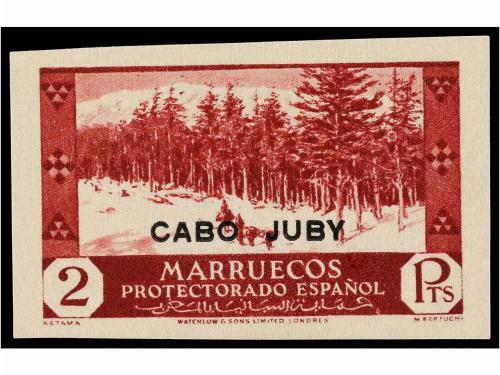 CABO JUBY
MARRUECOS
2 PROTECTORADO ESPAÑOL PTS
KETAMA WATERLOW & SONS LIMITED, LONDRES M. BERTUCHI